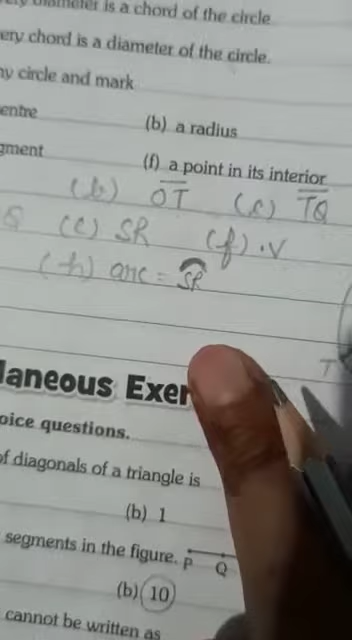 diameter is a chord of the circle
ery chord is a diameter of the circle.
ny circle and mark
entre (b) a radius
gment (f) a point in its interior
(b) OT (c) TQ
(e) SR (f) .V
(h) arc = SR
laneous Exer
oice questions.
of diagonals of a triangle is
(b) 1
segments in the figure. P Q
(b) 10
cannot be written as
T